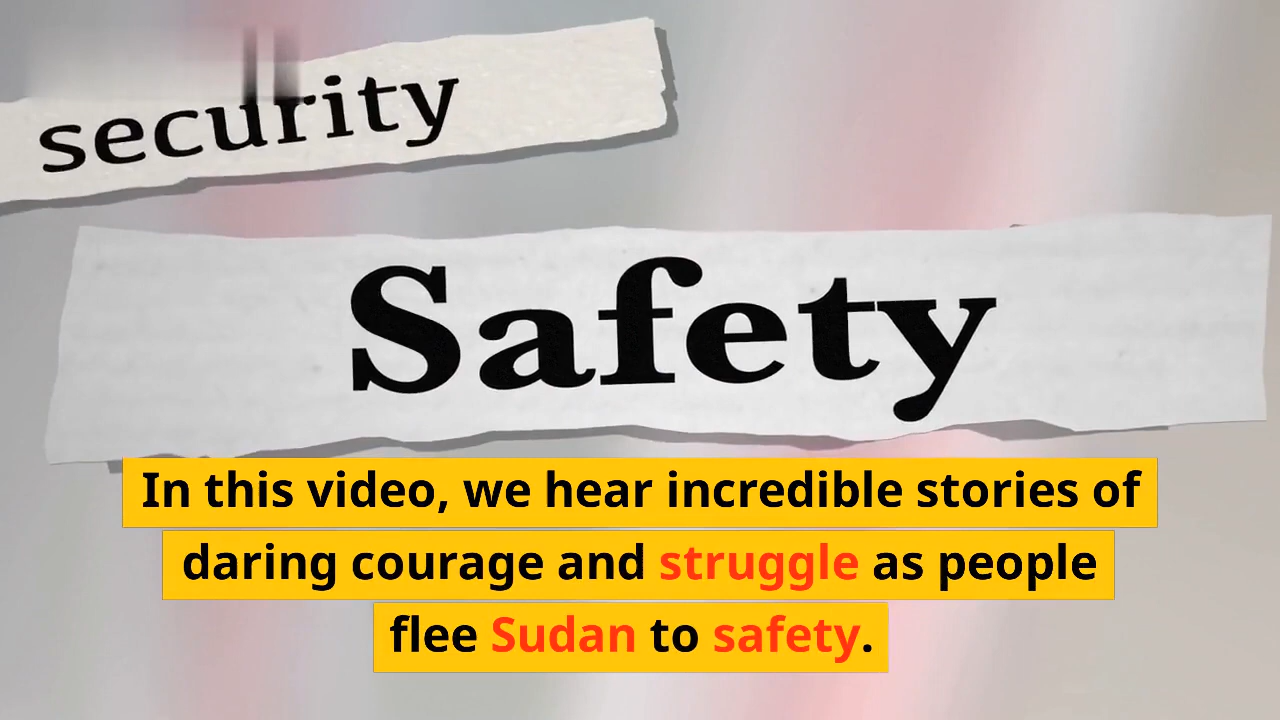 security
Safety
In this video, we hear incredible stories of
daring courage and struggle as people
flee Sudan to safety.